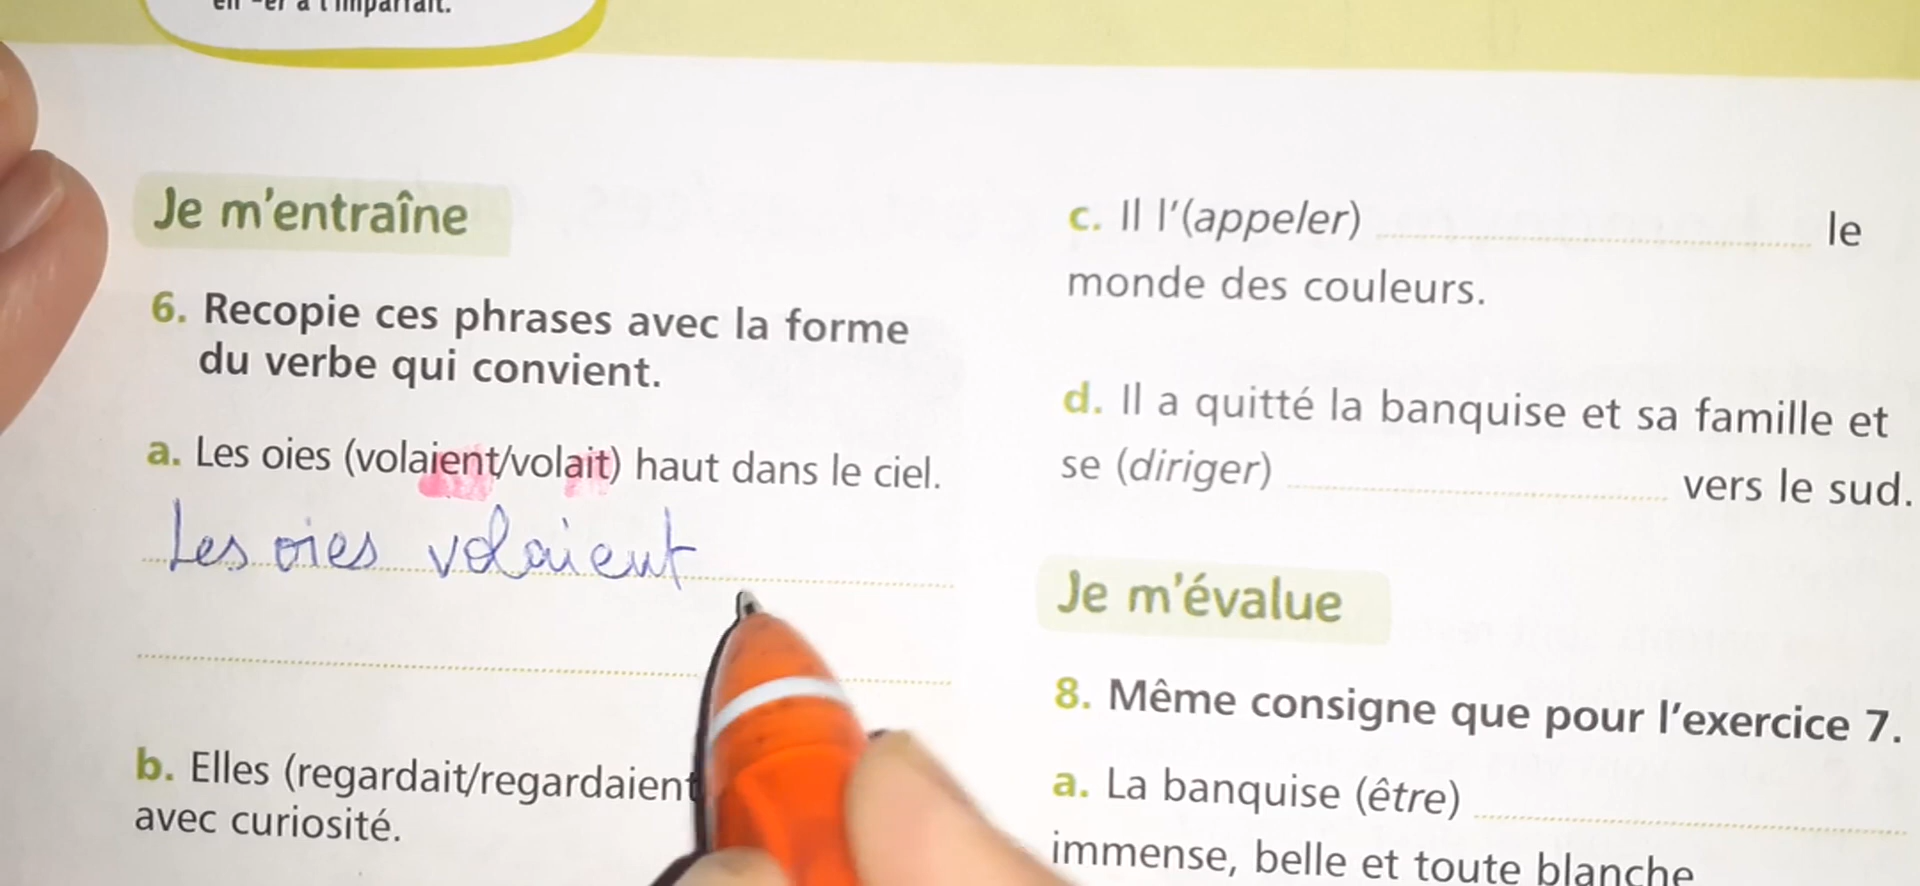 en -er à l'imparfait.
Je m'entraîne
6. Recopie ces phrases avec la forme
du verbe qui convient.
a. Les oies (volaient/volait) haut dans le ciel.
Les oies volaient
b. Elles (regardait/regardaient
avec curiosité.
c. Il l'(appeler) le
monde des couleurs.
d. Il a quitté la banquise et sa famille et
se (diriger) vers le sud.
Je m'évalue
8. Même consigne que pour l'exercice 7.
a. La banquise (être)
immense, belle et toute blanche